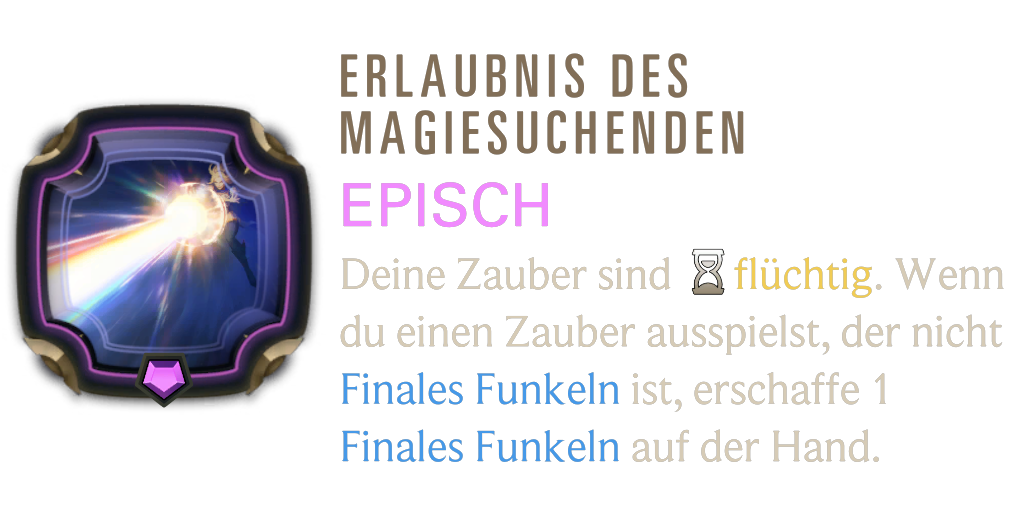 ERLAUBNIS DES
MAGIESUCHENDEN
EPISCH
Deine Zauber sind flüchtig. Wenn
du einen Zauber ausspielst, der nicht
Finales Funkeln ist, erschaffe 1
Finales Funkeln auf der Hand.